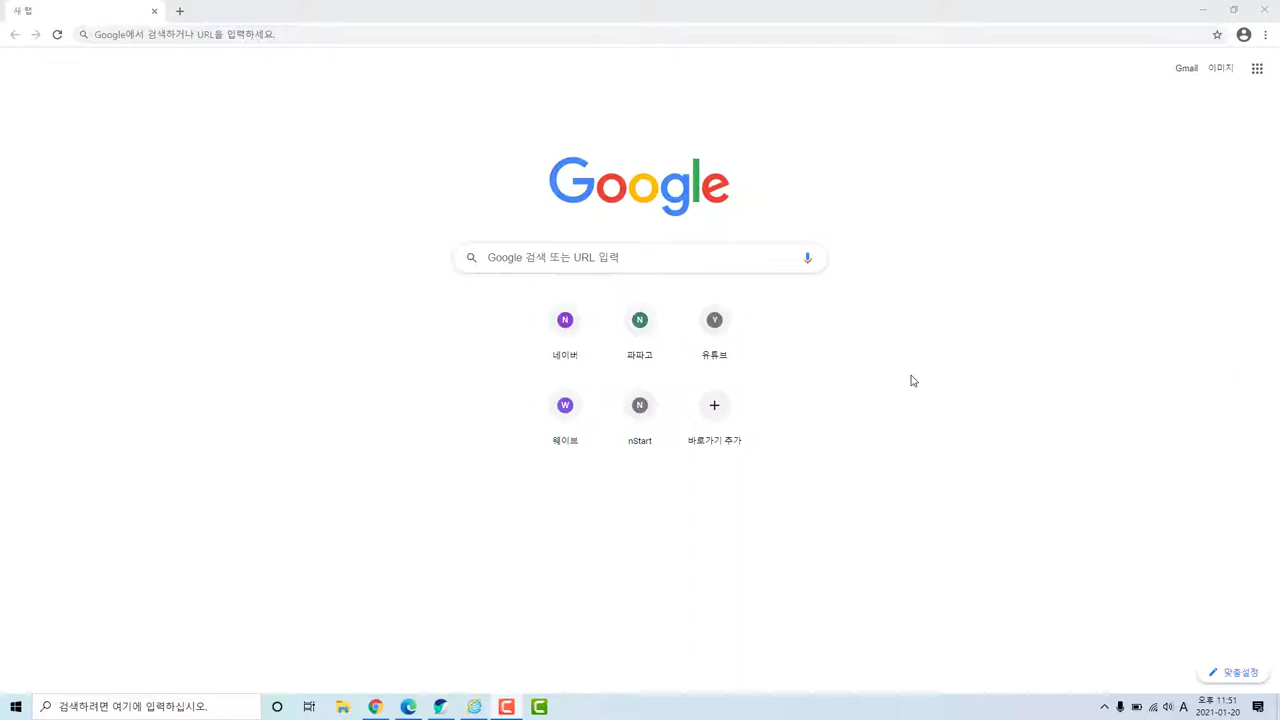 새 탭
Google에서 검색하거나 URL을 입력하세요.
Gmail 이미지
Google
Google 검색 또는 URL 입력
N N Y
네이버 파파고 유튜브
W N
웨이브 nStart 바로가기 추가
맞춤설정
검색하려면 여기에 입력하십시오.
A
오후 11:51
2021-01-20